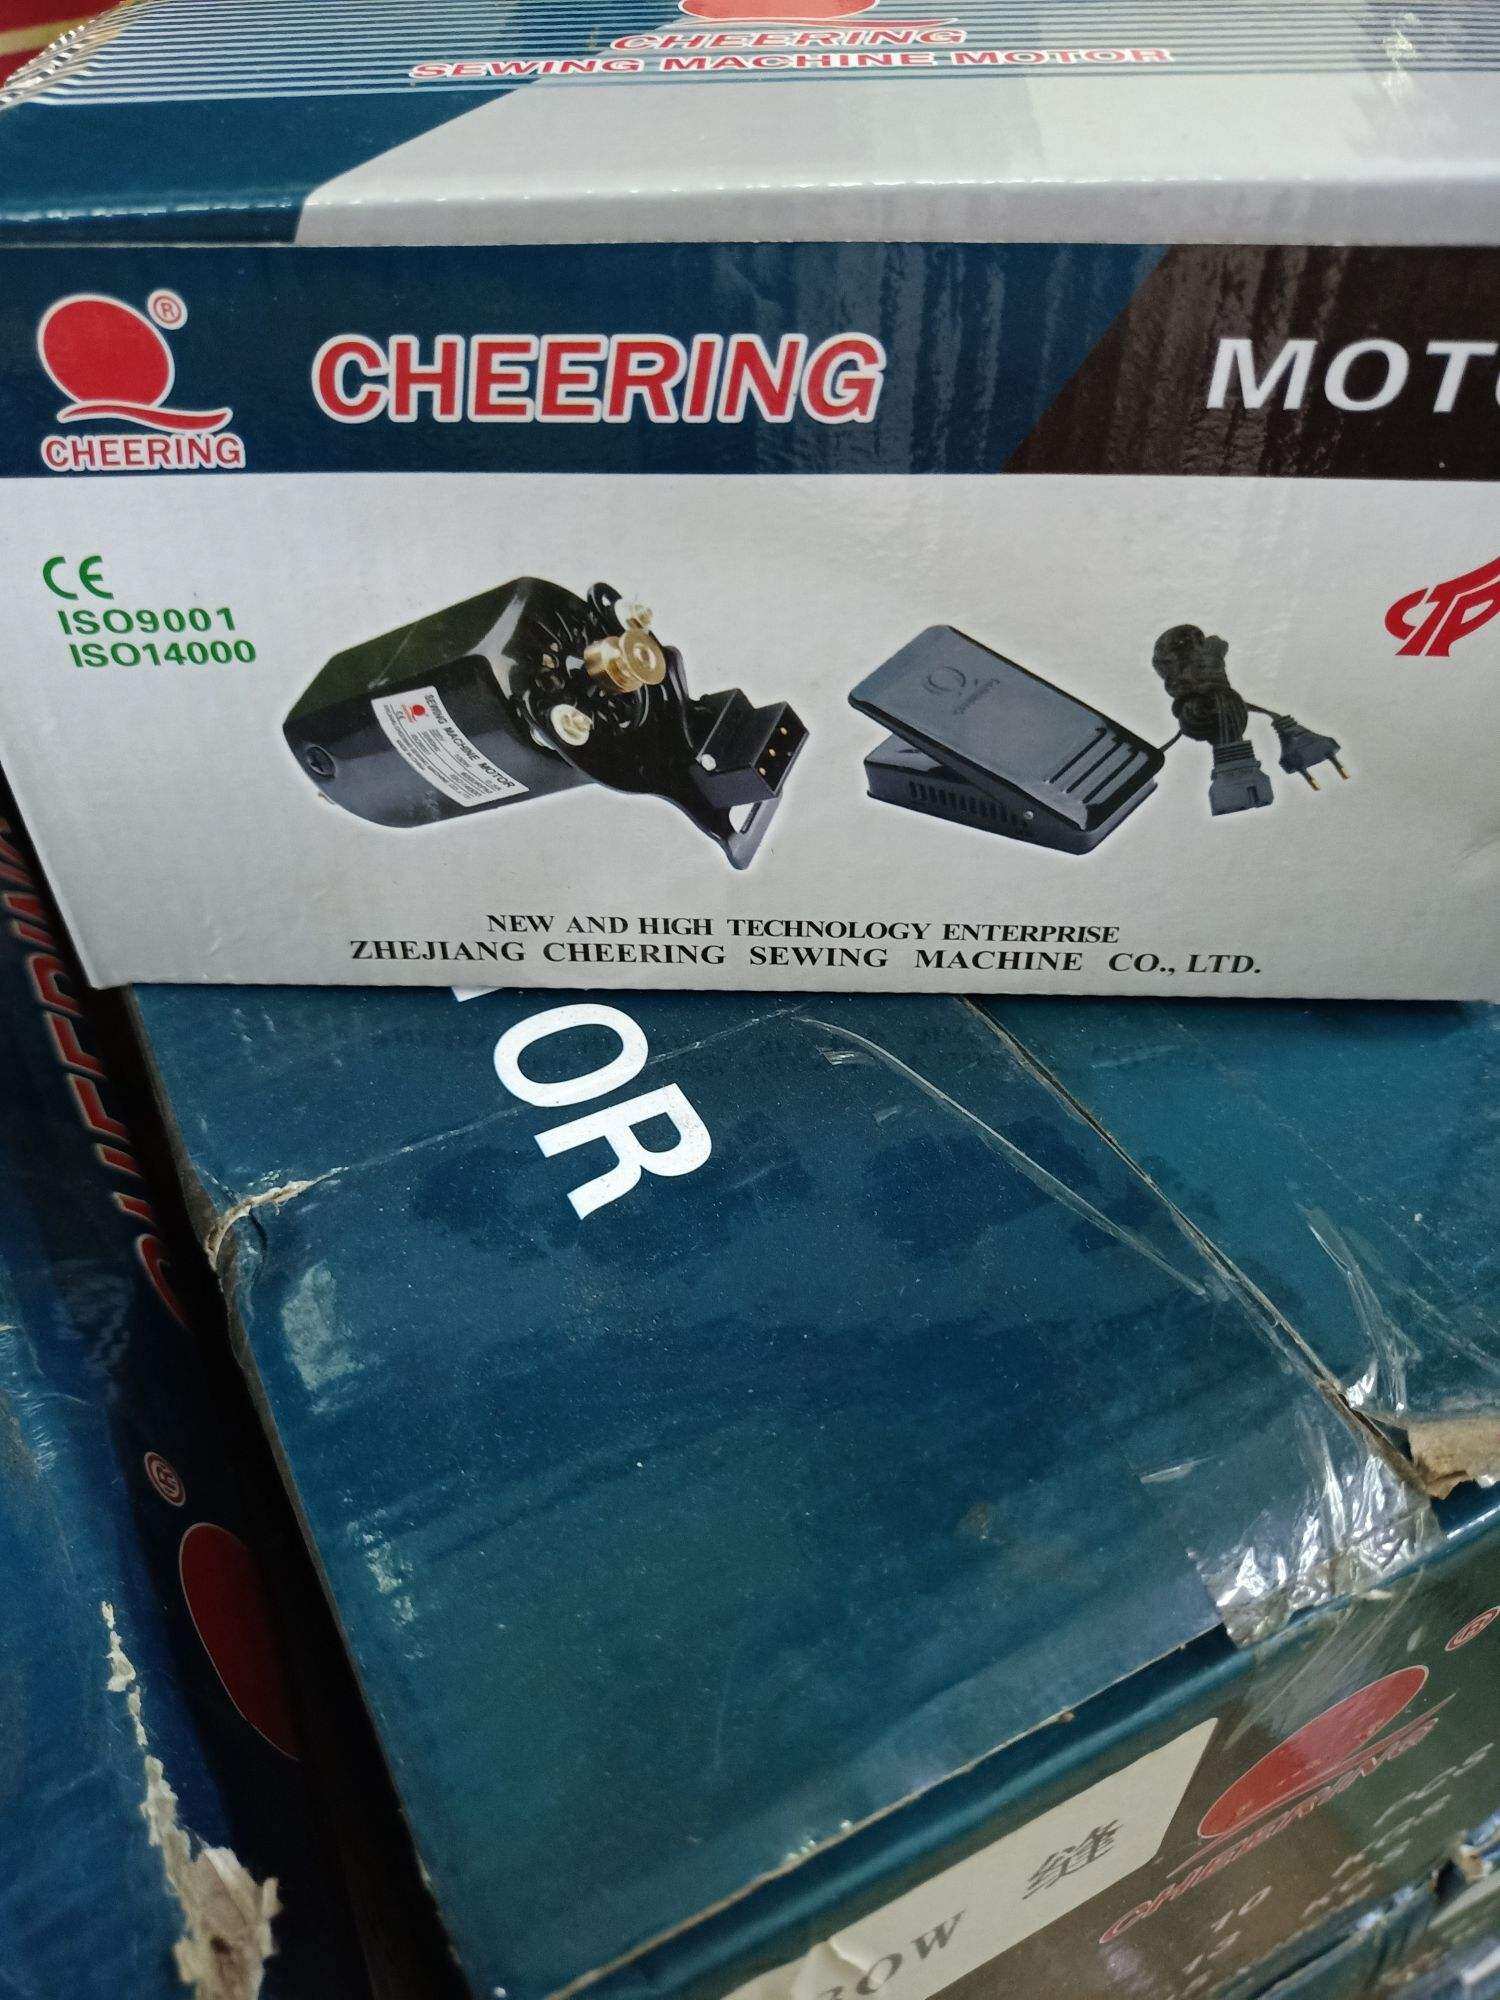 CHEERING
SEWING MACHINE MOTOR
®
CHEERING
CHEERING
CE
ISO9001
ISO14000
SEWING MACHINE MOTOR
NEW AND HIGH TECHNOLOGY ENTERPRISE
ZHEJIANG CHEERING SEWING MACHINE CO., LTD.
OR
®
®
CHEERING
缝